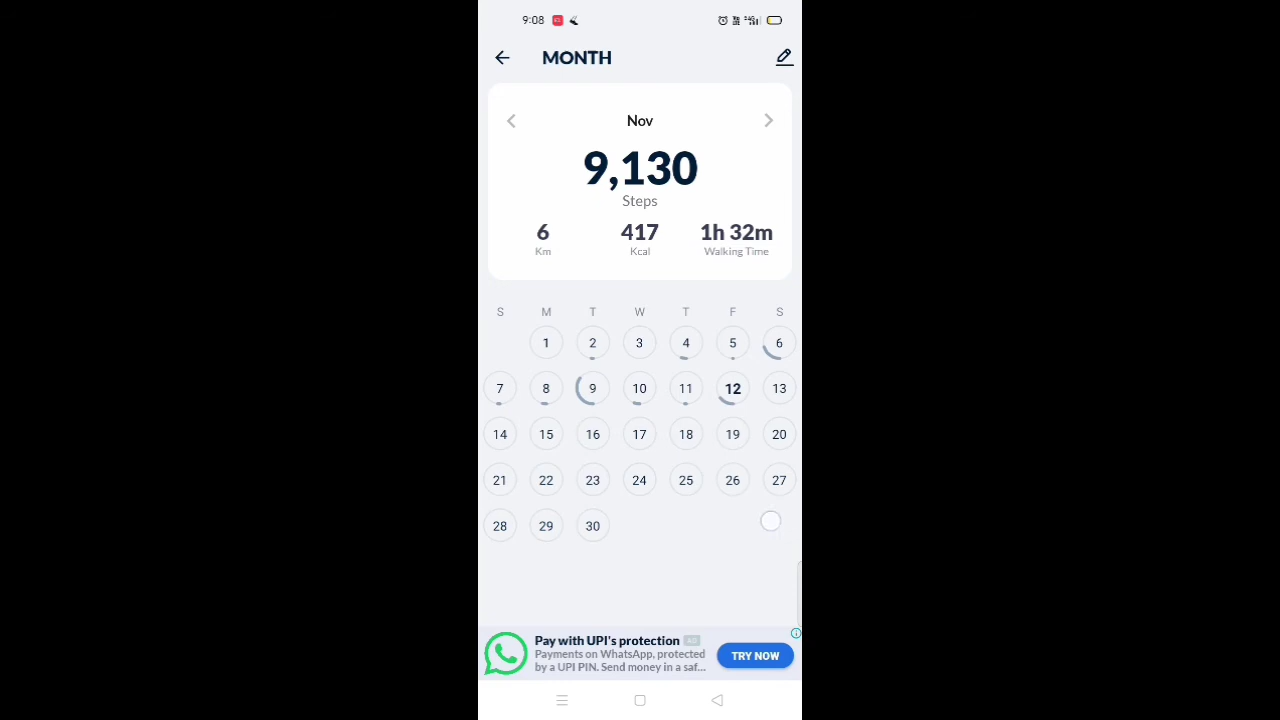 9:08
MONTH
Nov
9,130
Steps
6 417 1h 32m
Km Kcal Walking Time
S M T W T F S
1 2 3 4 5 6
7 8 9 10 11 12 13
14 15 16 17 18 19 20
21 22 23 24 25 26 27
28 29 30
Pay with UPI's protection AD
Payments on WhatsApp, protected
by a UPI PIN. Send money in a saf...
TRY NOW